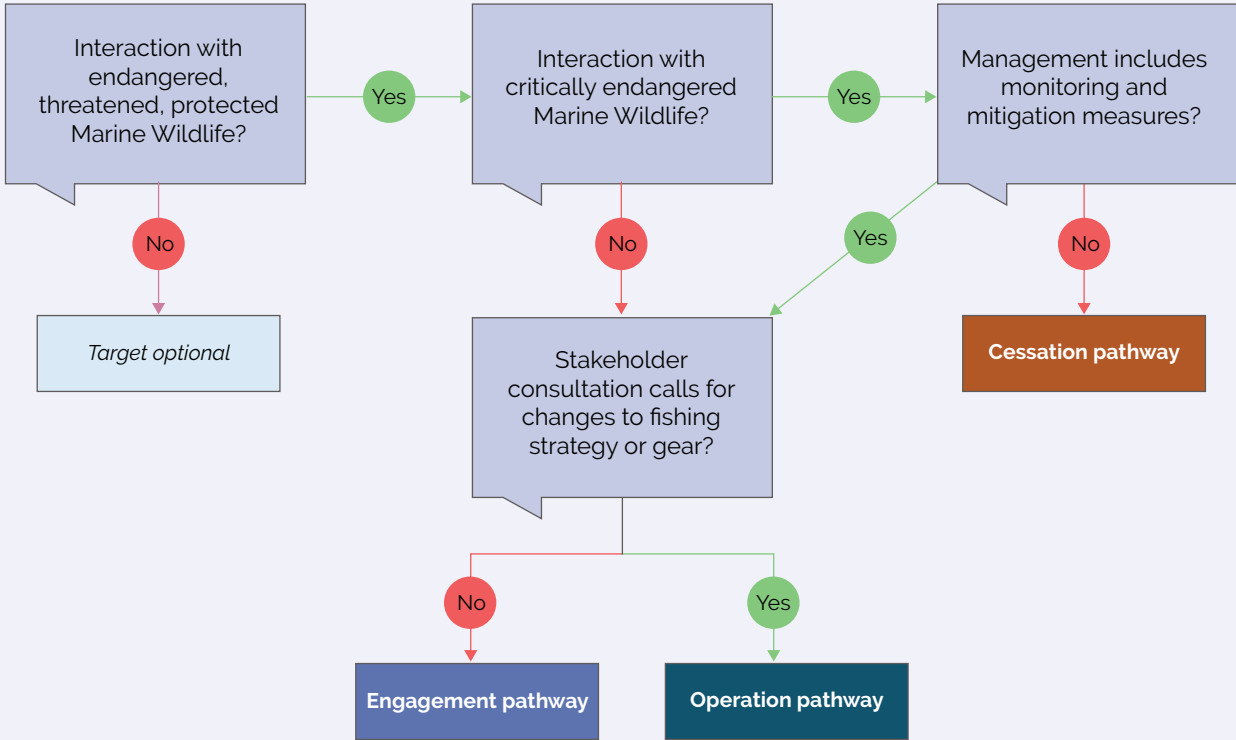 Interaction with
endangered,
threatened, protected
Marine Wildlife?
Yes
Interaction with
critically endangered
Marine Wildlife?
Yes
Management includes
monitoring and
mitigation measures?
No
No
Yes
No
Target optional
Stakeholder
consultation calls for
changes to fishing
strategy or gear?
Cessation pathway
No
Yes
Engagement pathway
Operation pathway